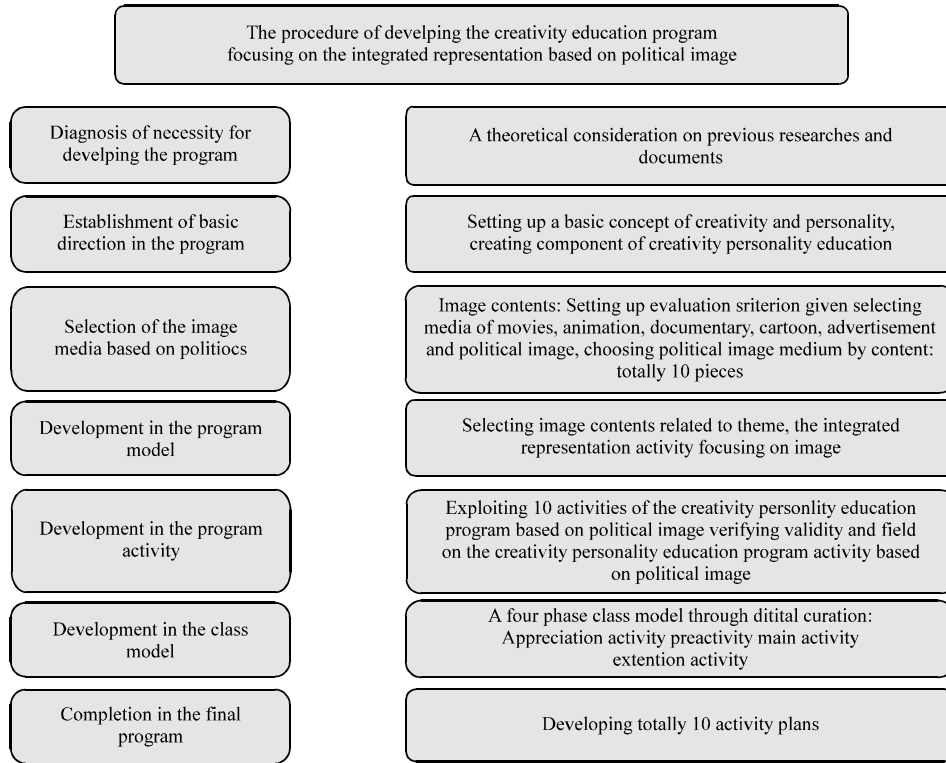 The procedure of develping the creativity education program
focusing on the integrated representation based on political image
Diagnosis of necessity for
develping the program
A theoretical consideration on previous researches and
documents
Establishment of basic
direction in the program
Setting up a basic concept of creativity and personality,
creating component of creativity personality education
Selection of the image
media based on politiocs
Image contents: Setting up evaluation sriterion given selecting
media of movies, animation, documentary, cartoon, advertisement
and political image, choosing political image medium by content:
totally 10 pieces
Development in the program
model
Selecting image contents related to theme, the integrated
representation activity focusing on image
Development in the program
activity
Exploiting 10 activities of the creativity personlity education
program based on political image verifying validity and field
on the creativity personality education program activity based
on political image
Development in the class
model
A four phase class model through ditital curation:
Appreciation activity preactivity main activity
extention activity
Completion in the final
program
Developing totally 10 activity plans